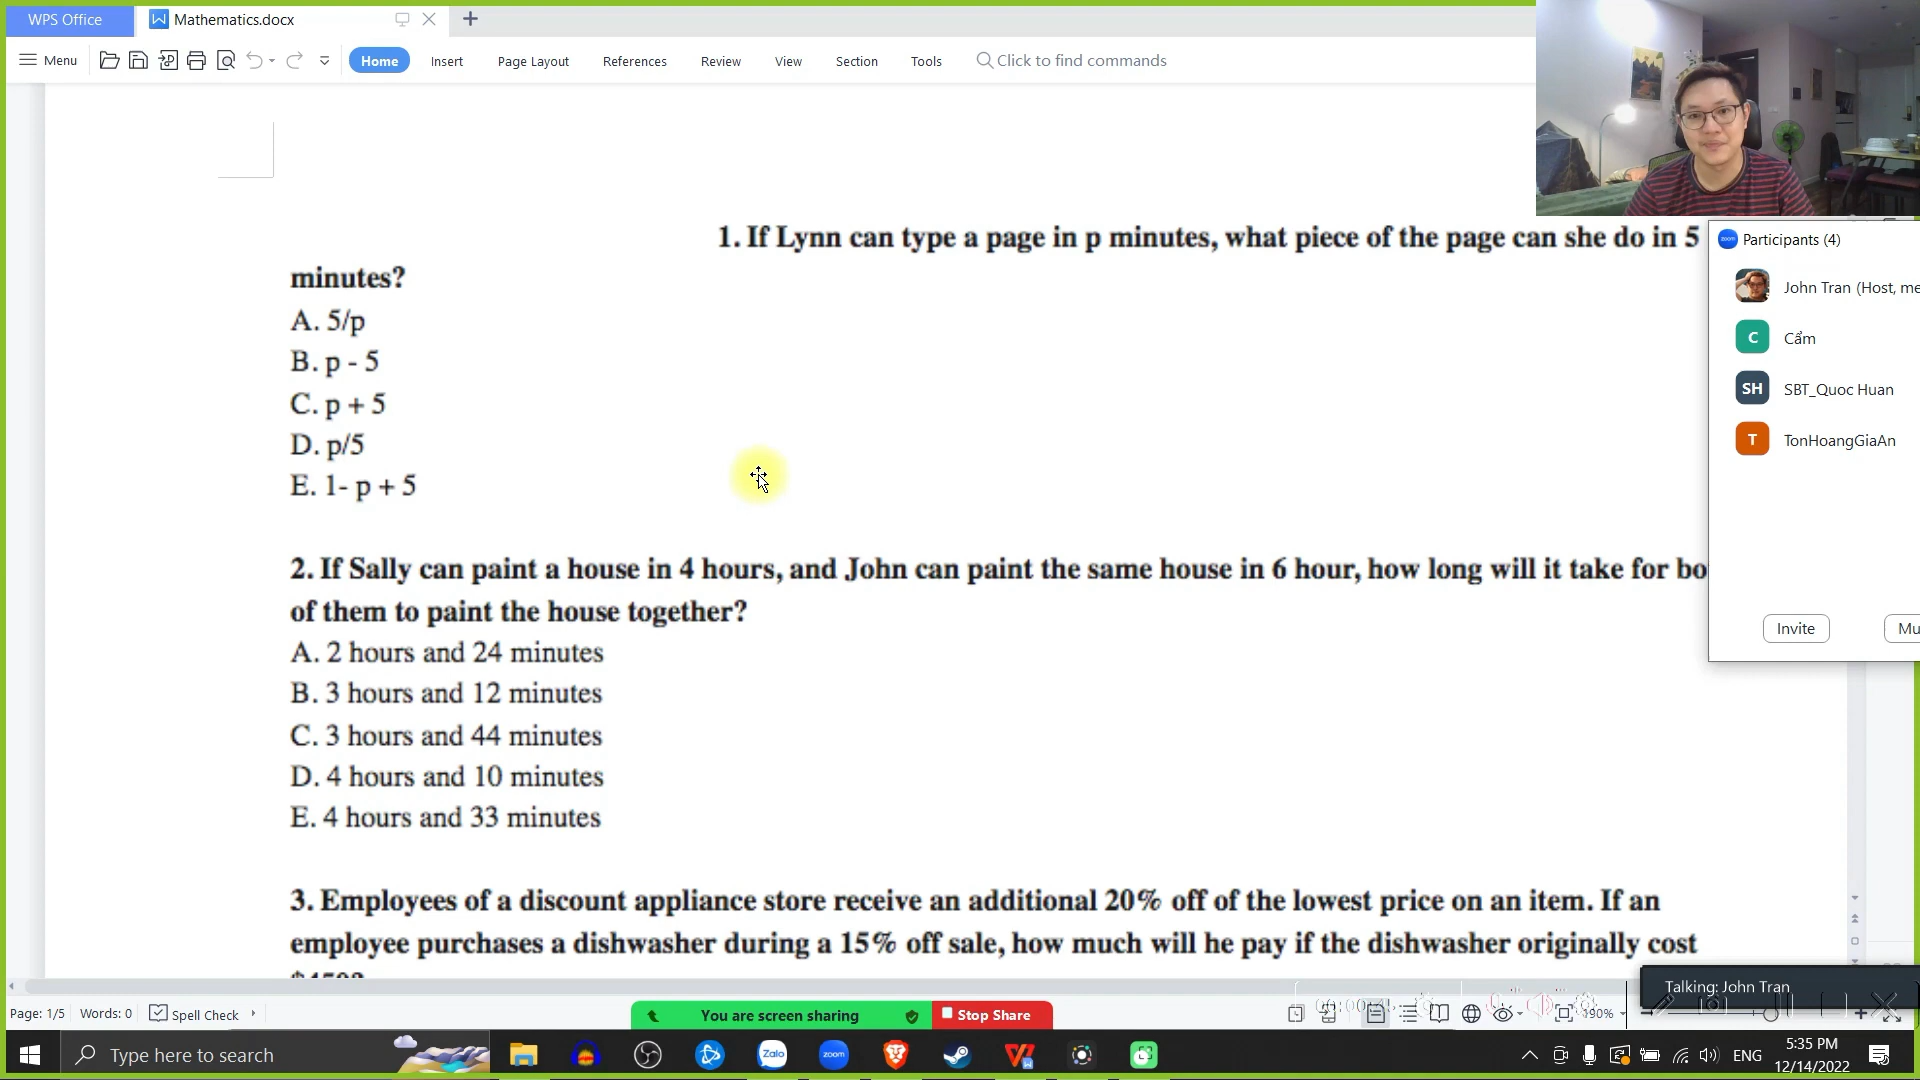 WPS Office
Mathematics.docx
Menu
Home
Insert
Page Layout
References
Review
View
Section
Tools
Click to find commands
1. If Lynn can type a page in p minutes, what piece of the page can she do in 5
minutes?
A. 5/p
B. p - 5
C. p + 5
D. p/5
E. 1- p + 5
2. If Sally can paint a house in 4 hours, and John can paint the same house in 6 hour, how long will it take for bo
of them to paint the house together?
A. 2 hours and 24 minutes
B. 3 hours and 12 minutes
C. 3 hours and 44 minutes
D. 4 hours and 10 minutes
E. 4 hours and 33 minutes
3. Employees of a discount appliance store receive an additional 20% off of the lowest price on an item. If an
employee purchases a dishwasher during a 15% off sale, how much will he pay if the dishwasher originally cost
zoom
Participants (4)
John Tran (Host, me
C
Cẩm
SH
SBT_Quoc Huan
T
TonHoangGiaAn
Invite
Mu
Talking: John Tran
Page: 1/5
Words: 0
Spell Check
You are screen sharing
Stop Share
190%
Type here to search
Zalo
zoom
ENG
5:35 PM
12/14/2022